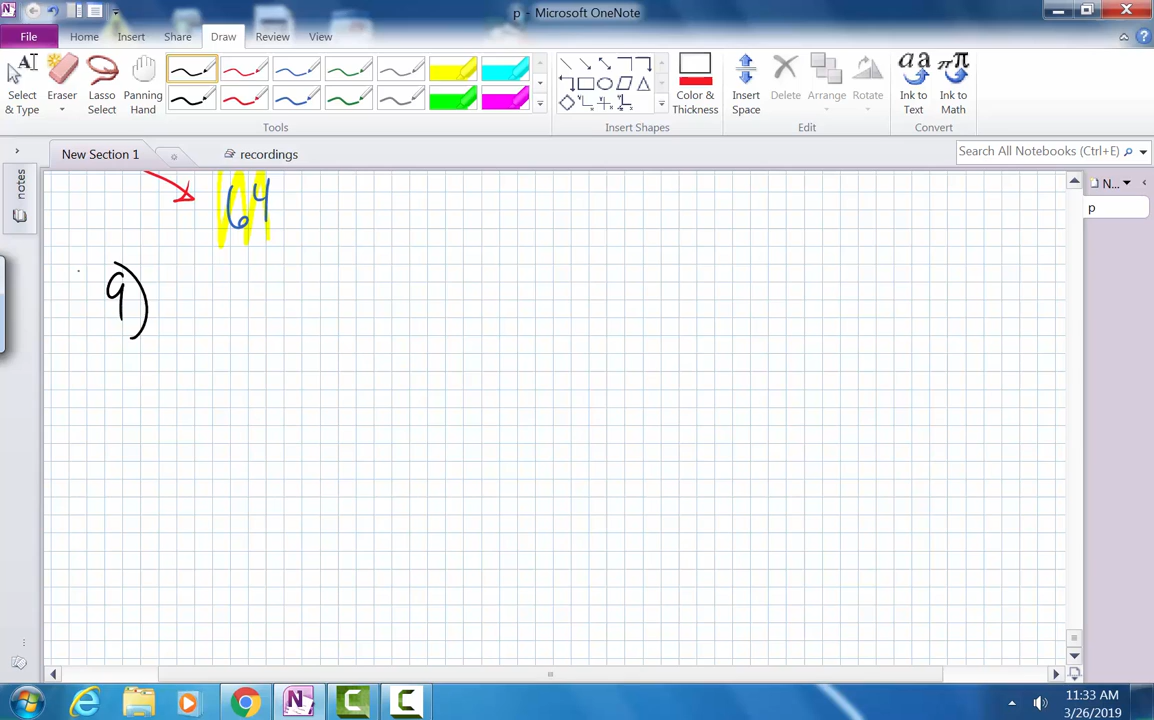 p - Microsoft OneNote
File Home Insert Share Draw Review View
Select & Type
Eraser
Lasso Select
Panning Hand
Color & Thickness
Insert Space
Delete
Arrange
Rotate
Ink to Text
Ink to Math
Tools
Insert Shapes
Edit
Convert
New Section 1
recordings
Search All Notebooks (Ctrl+E)
N...
notes
p
64
9)
11:33 AM
3/26/2019